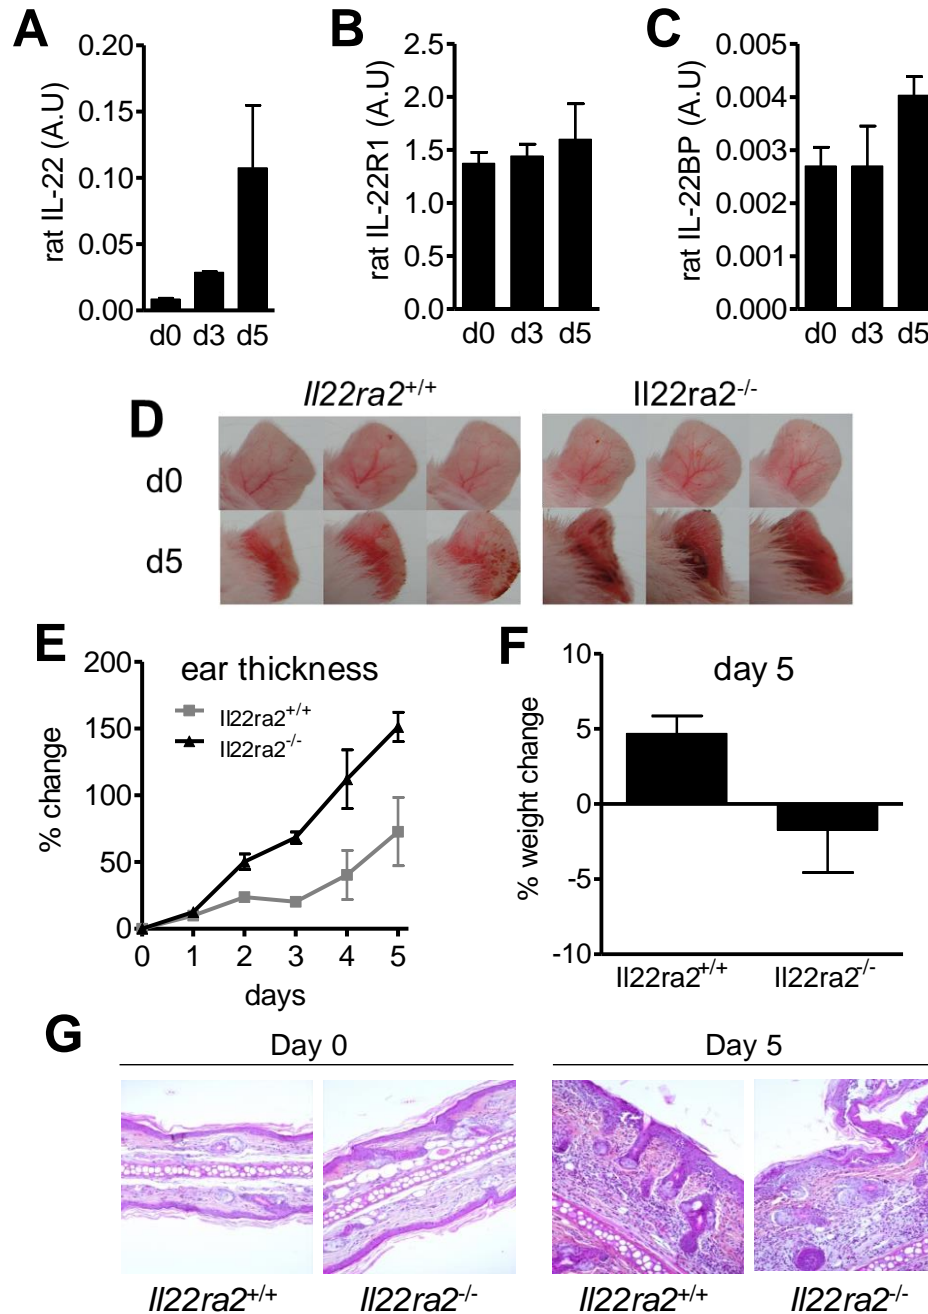 A
rat IL-22 (A.U)
0.20
0.15
0.10
0.05
0.00
d0 d3 d5
B
rat IL-22R1 (A.U)
2.5
2.0
1.5
1.0
0.5
0.0
d0 d3 d5
C
rat IL-22BP (A.U)
0.005
0.004
0.003
0.002
0.001
0.000
d0 d3 d5
D
Il22ra2+/+ Il22ra2-/-
d0
d5
E
ear thickness
% change
200
150
100
50
0
Il22ra2+/+
Il22ra2-/-
0 1 2 3 4 5
days
F
day 5
% weight change
10
5
0
-5
-10
Il22ra2+/+ Il22ra2-/-
G
Day 0 Day 5
Il22ra2+/+ Il22ra2-/- Il22ra2+/+ Il22ra2-/-